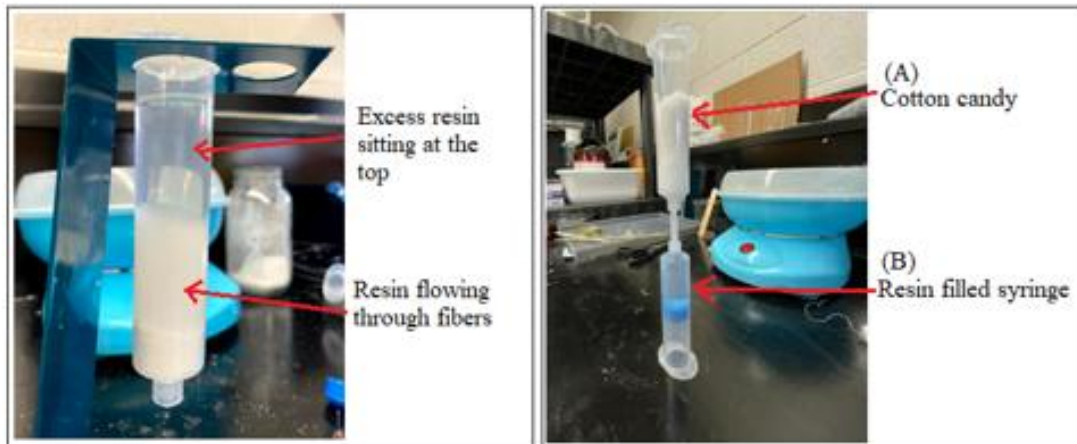 Excess resin
sitting at the
top
Resin flowing
through fibers
(A)
Cotton candy
(B)
Resin filled syringe